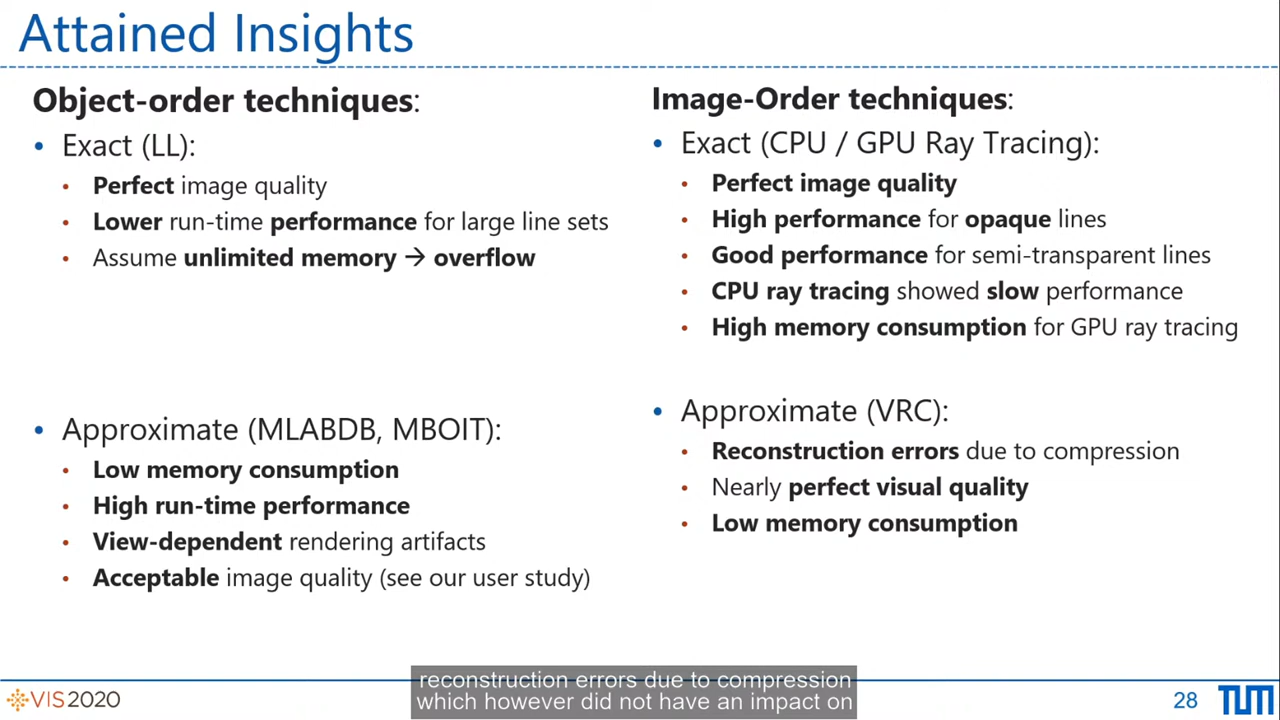 Attained Insights
Object-order techniques:
• Exact (LL):
• Perfect image quality
• Lower run-time performance for large line sets
• Assume unlimited memory → overflow
• Approximate (MLABDB, MBOIT):
• Low memory consumption
• High run-time performance
• View-dependent rendering artifacts
• Acceptable image quality (see our user study)
Image-Order techniques:
• Exact (CPU / GPU Ray Tracing):
• Perfect image quality
• High performance for opaque lines
• Good performance for semi-transparent lines
• CPU ray tracing showed slow performance
• High memory consumption for GPU ray tracing
• Approximate (VRC):
• Reconstruction errors due to compression
• Nearly perfect visual quality
• Low memory consumption
reconstruction errors due to compression
which however did not have an impact on
VIS2020
28
TUM